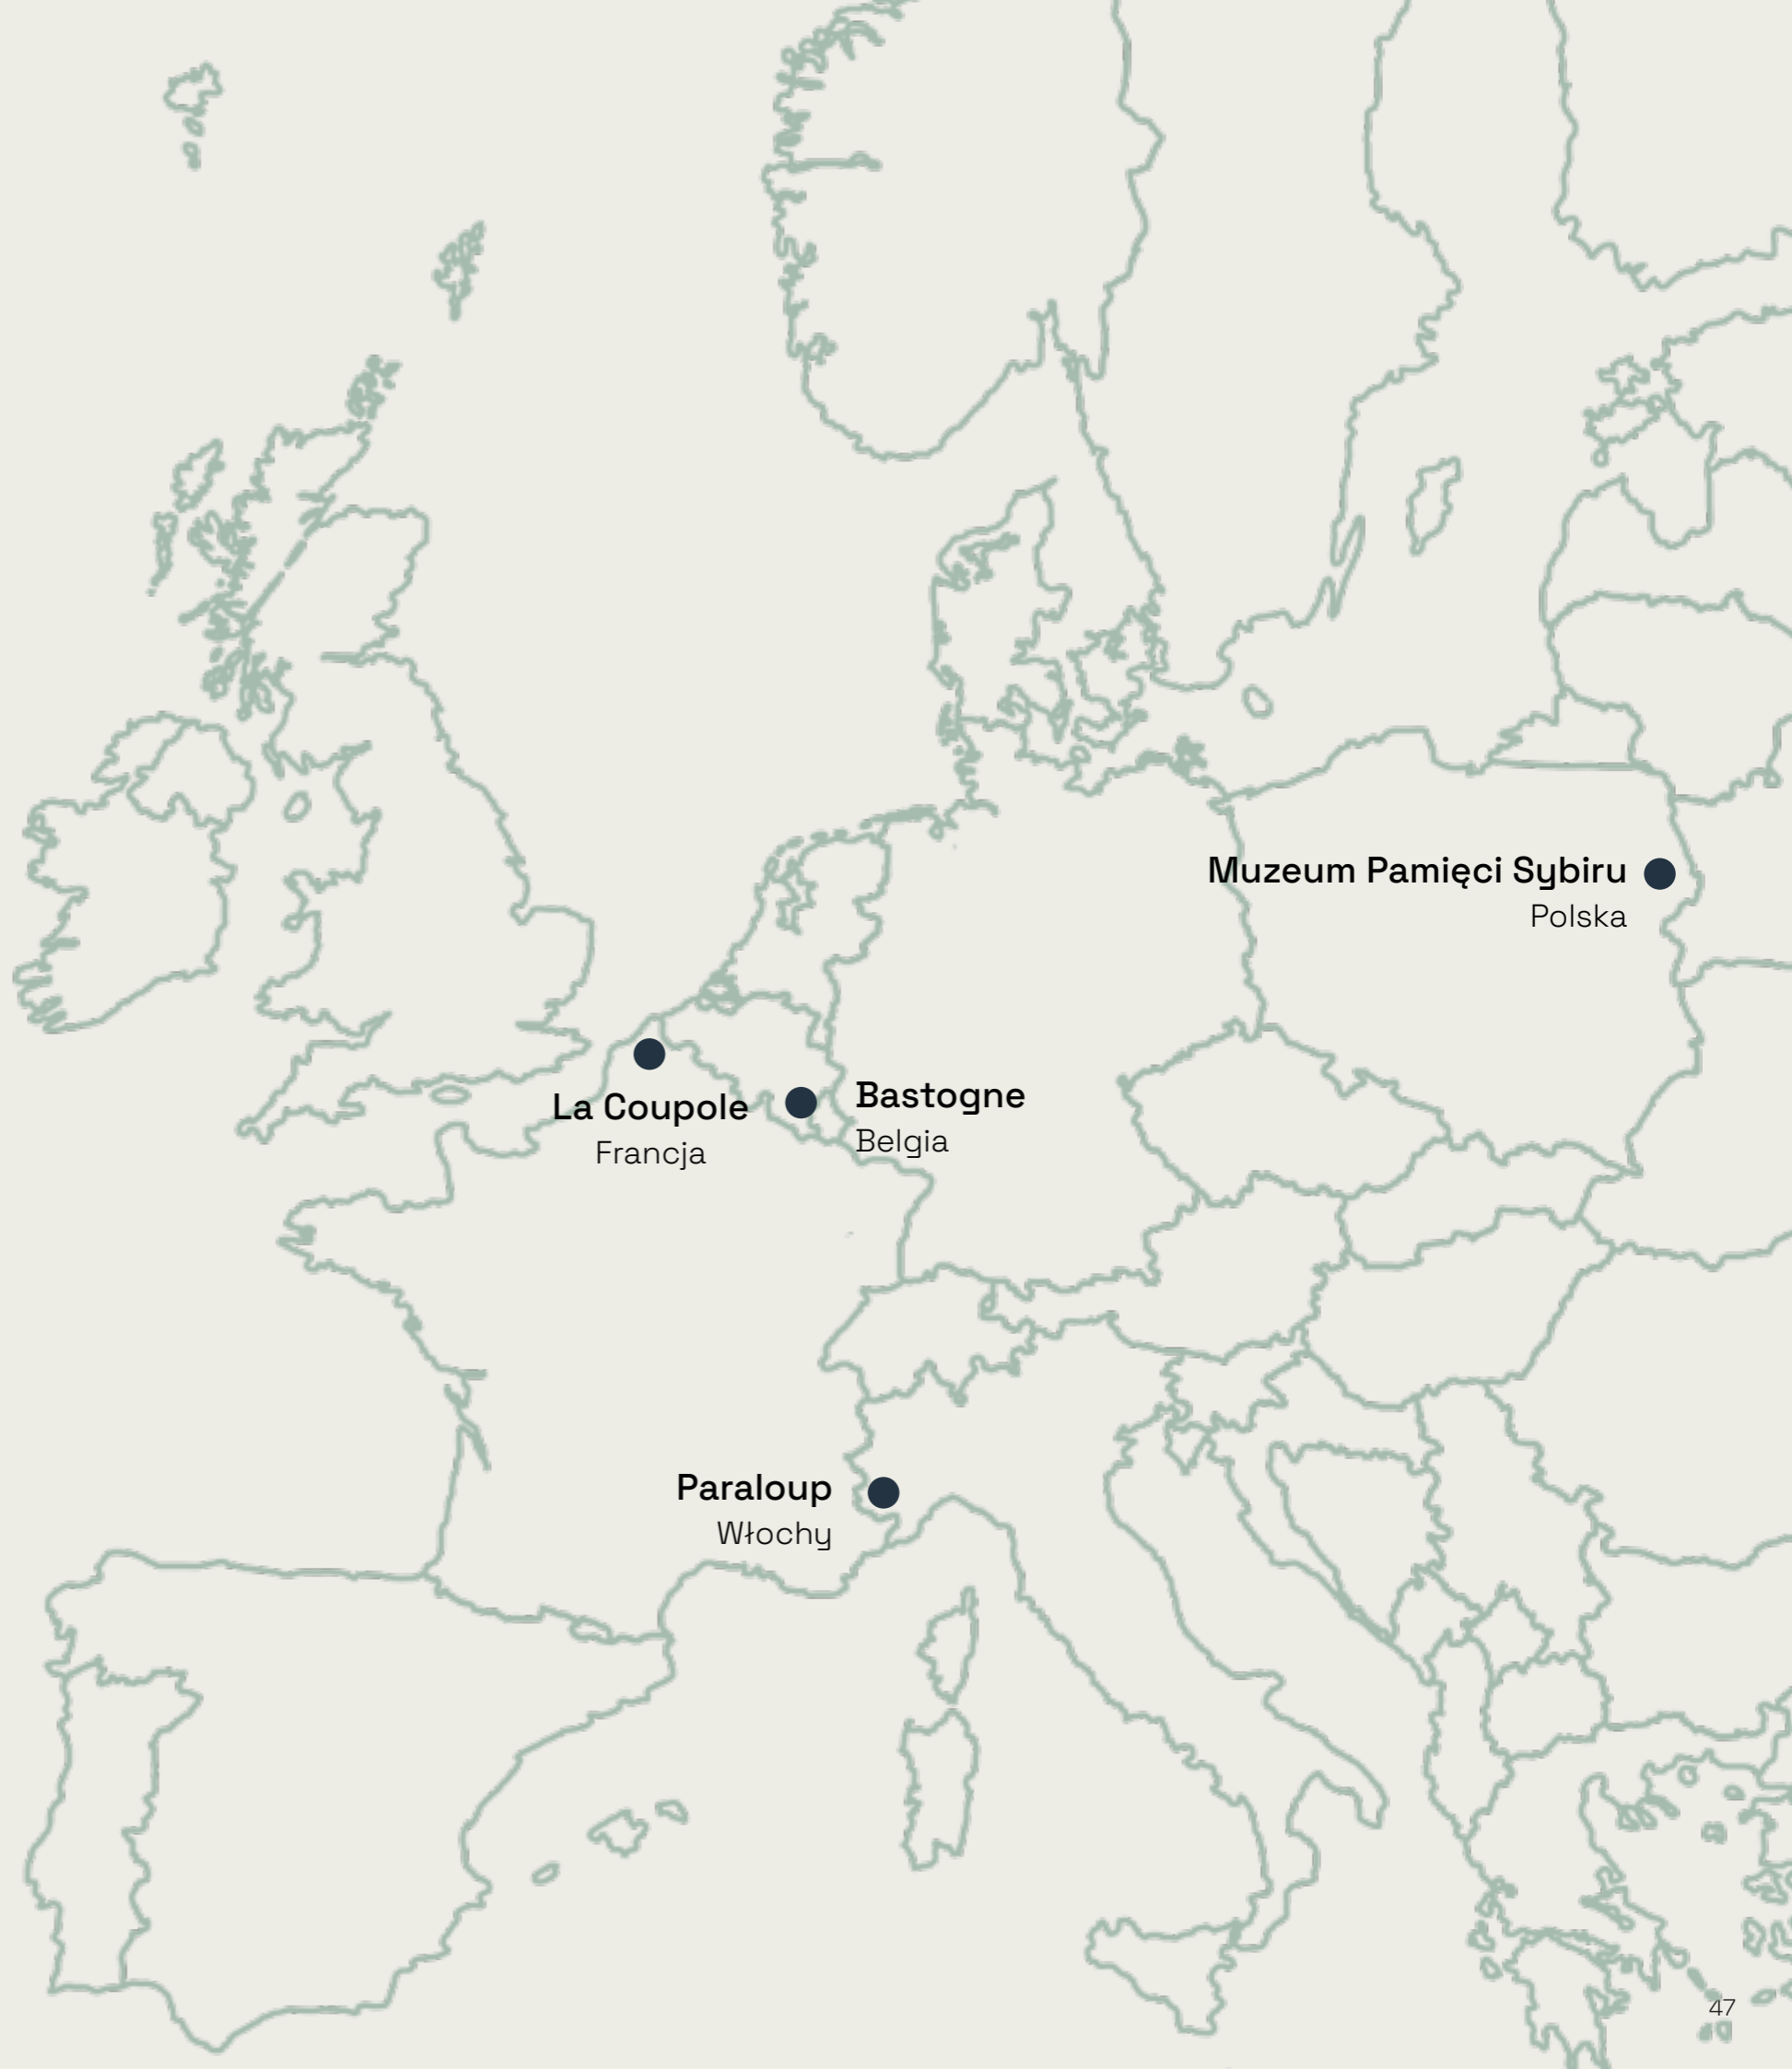 Muzeum Pamięci Sybiru
Polska
La Coupole
Francja
Bastogne
Belgia
Paraloup
Włochy
47